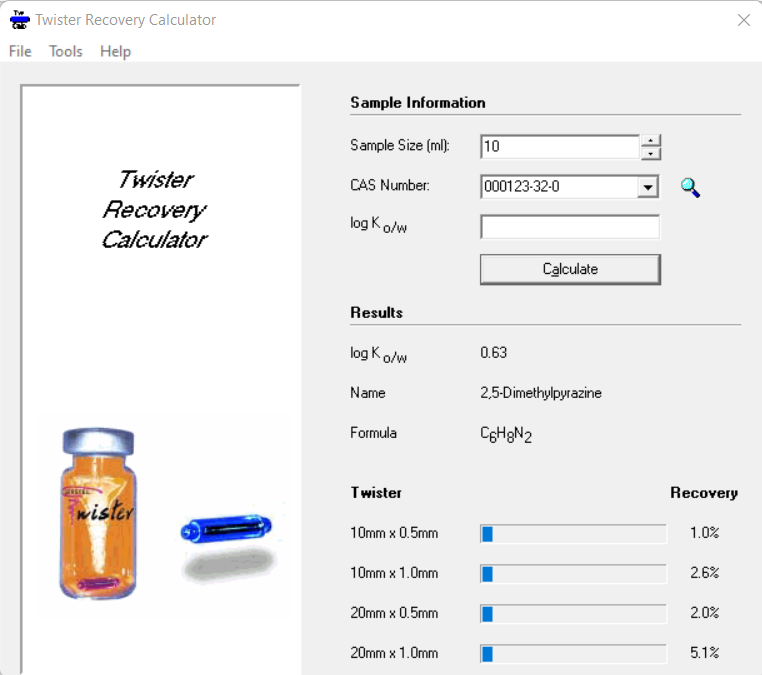 Twister Recovery Calculator
File Tools Help
Twister
Recovery
Calculator
Twister
Sample Information
Sample Size (ml): 10
CAS Number: 000123-32-0
log K o/w
Calculate
Results
log K o/w 0.63
Name 2,5-Dimethylpyrazine
Formula C6H8N2
Twister Recovery
10mm x 0.5mm 1.0%
10mm x 1.0mm 2.6%
20mm x 0.5mm 2.0%
20mm x 1.0mm 5.1%